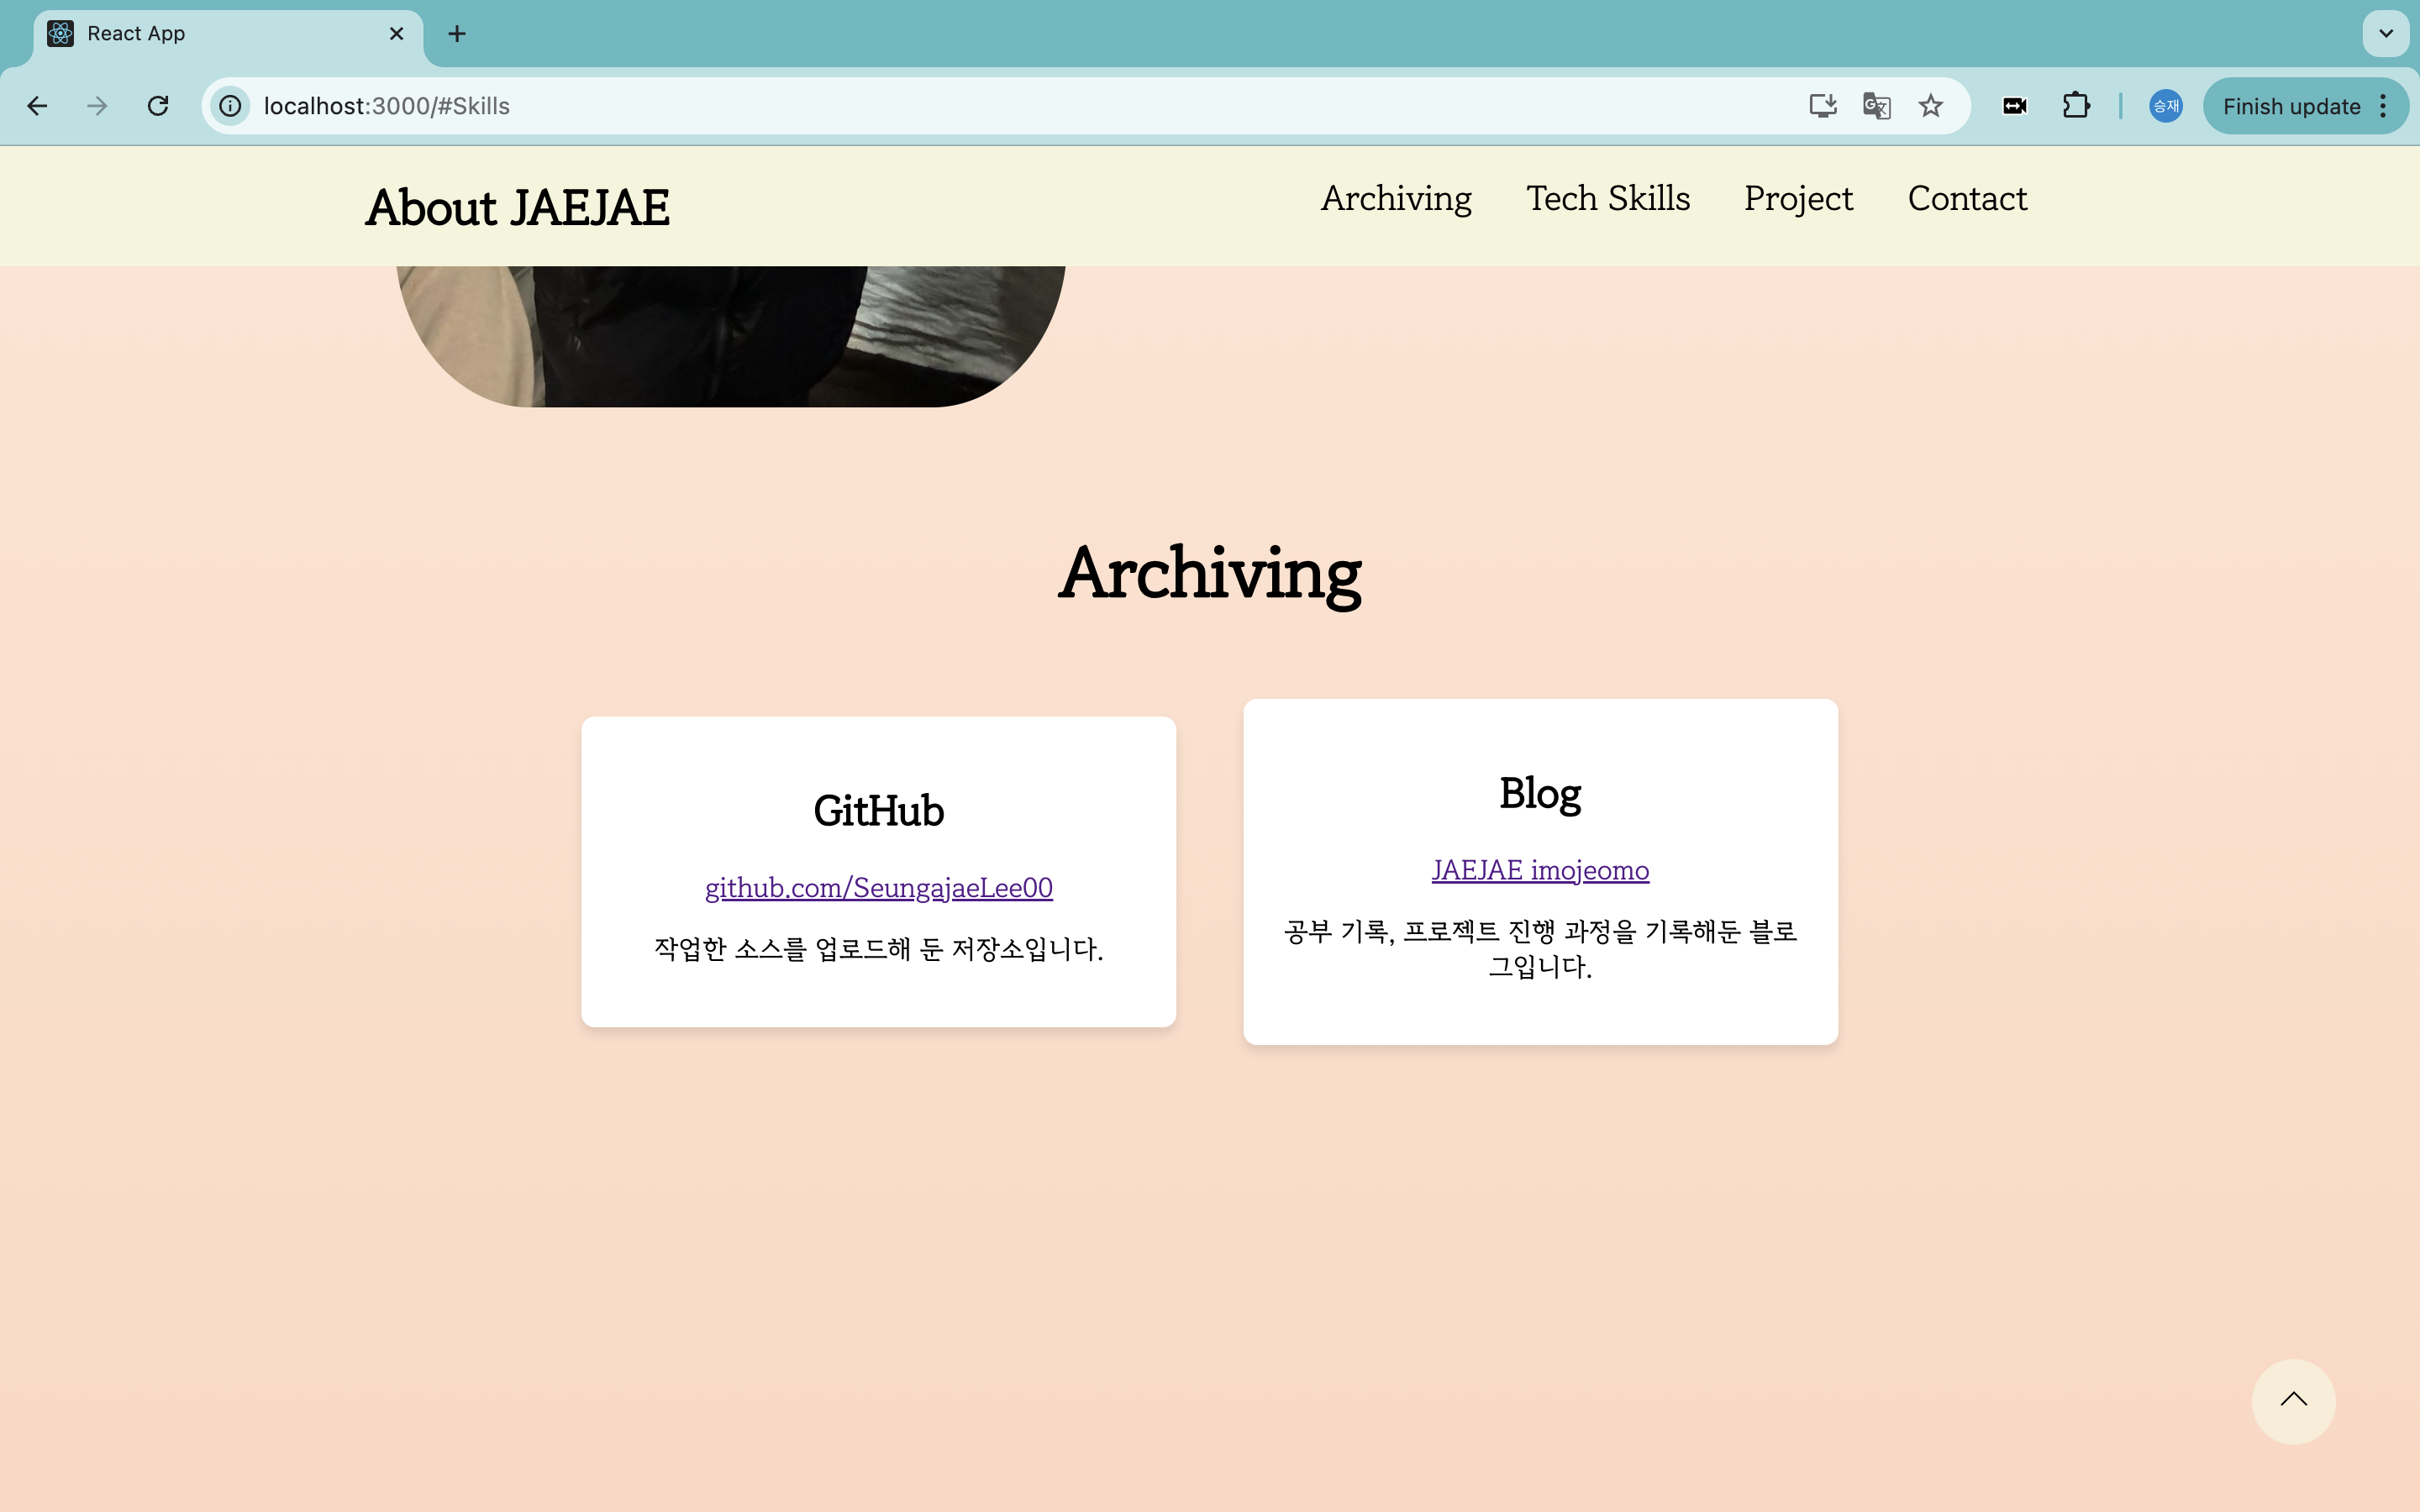 React App
localhost:3000/#Skills
승재
Finish update
About JAEJAE
Archiving
Tech Skills
Project
Contact
Archiving
GitHub
github.com/SeungajaeLee00
작업한 소스를 업로드해 둔 저장소입니다.
Blog
JAEJAE imojeomo
공부 기록, 프로젝트 진행 과정을 기록해둔 블로
그입니다.